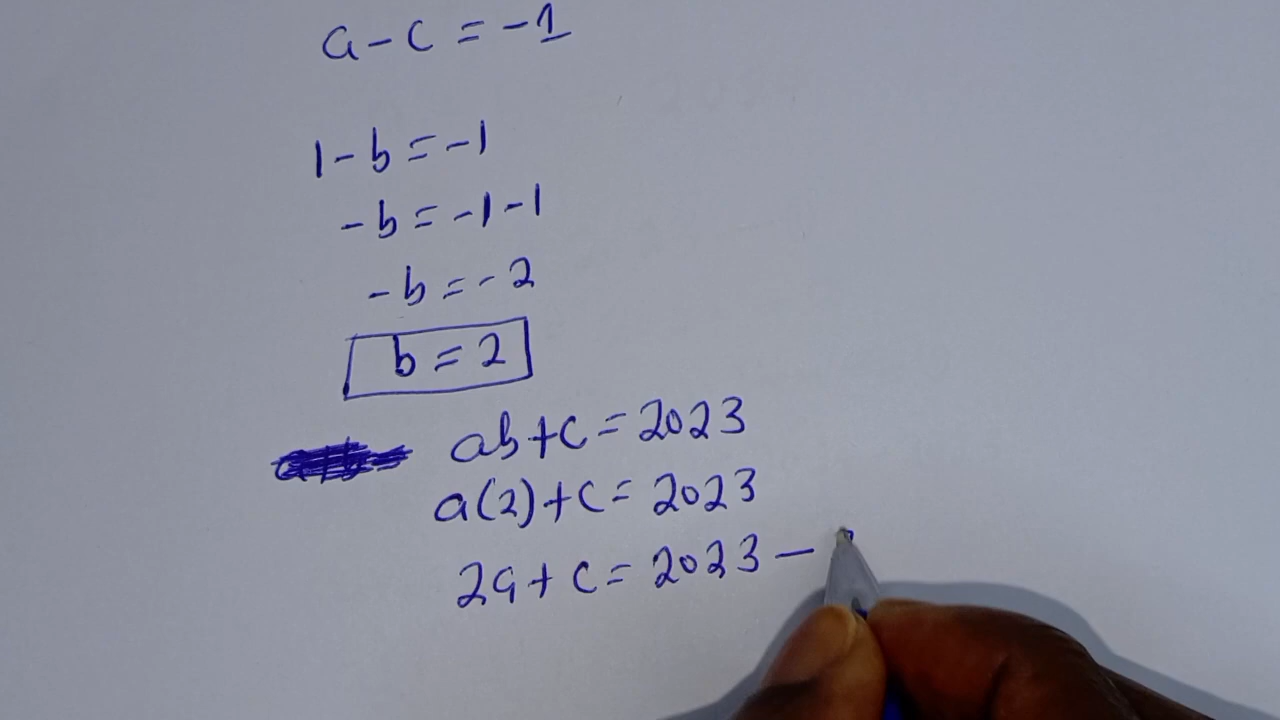 a - c = -1
1 - b = -1
-b = -1 - 1
-b = -2
b = 2
ab + c = 2023
a(2) + c = 2023
2a + c = 2023 —